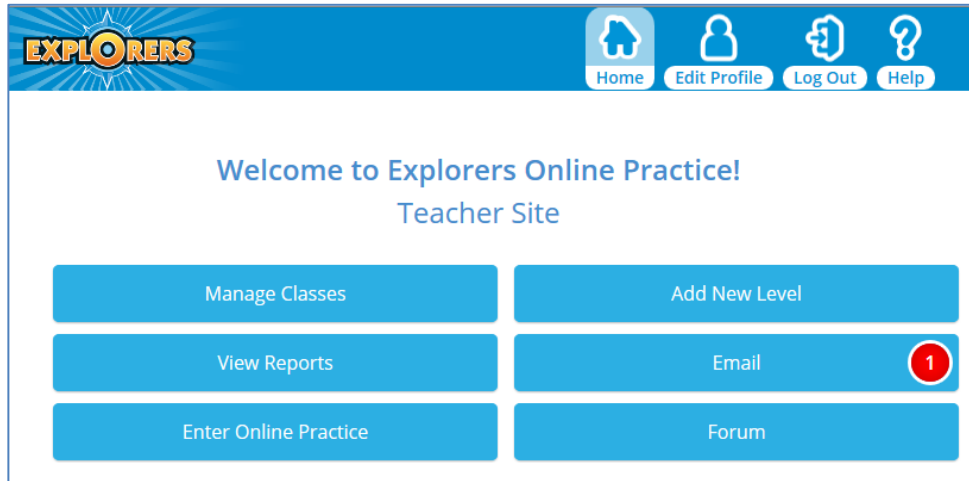 EXPLORERS
Home Edit Profile Log Out Help
Welcome to Explorers Online Practice!
Teacher Site
Manage Classes Add New Level
View Reports Email 1
Enter Online Practice Forum